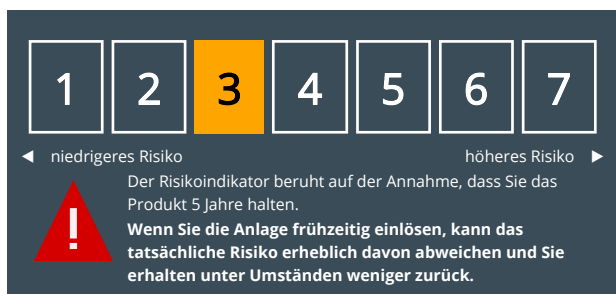 1 2 3 4 5 6 7
◄ niedrigeres Risiko höheres Risiko ►
Der Risikoindikator beruht auf der Annahme, dass Sie das
Produkt 5 Jahre halten.
!
Wenn Sie die Anlage frühzeitig einlösen, kann das
tatsächliche Risiko erheblich davon abweichen und Sie
erhalten unter Umständen weniger zurück.